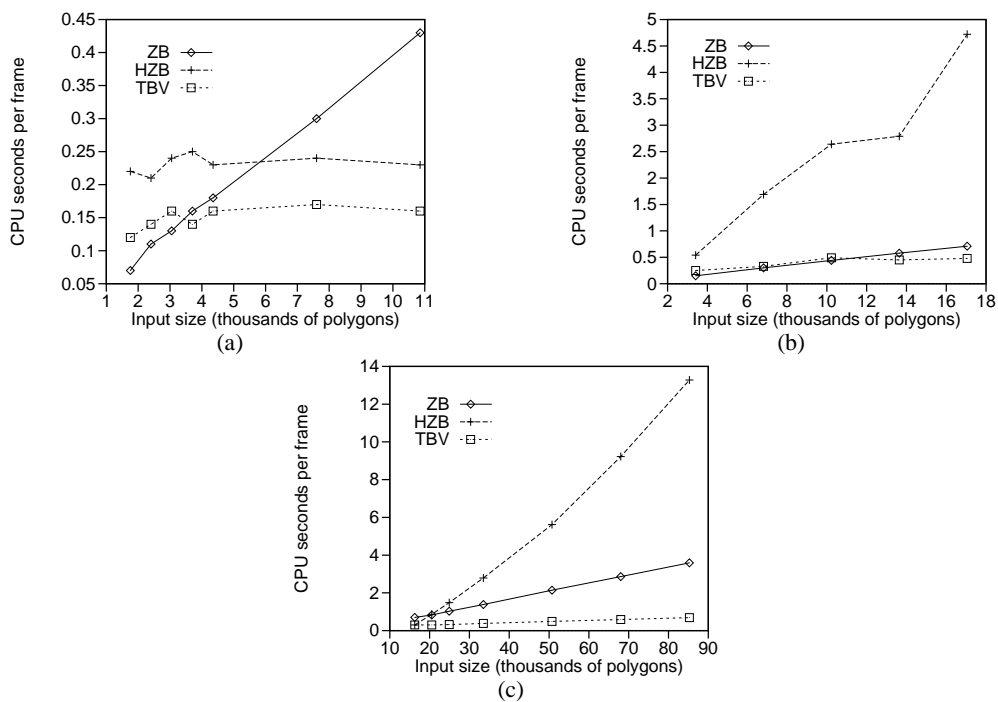 CPU seconds per frame
0.45
0.4
0.35
0.3
0.25
0.2
0.15
0.1
0.05
ZB
HZB
TBV
1 2 3 4 5 6 7 8 9 10 11
Input size (thousands of polygons)
(a)
CPU seconds per frame
5
4.5
4
3.5
3
2.5
2
1.5
1
0.5
0
ZB
HZB
TBV
2 4 6 8 10 12 14 16 18
Input size (thousands of polygons)
(b)
CPU seconds per frame
14
12
10
8
6
4
2
0
ZB
HZB
TBV
10 20 30 40 50 60 70 80 90
Input size (thousands of polygons)
(c)